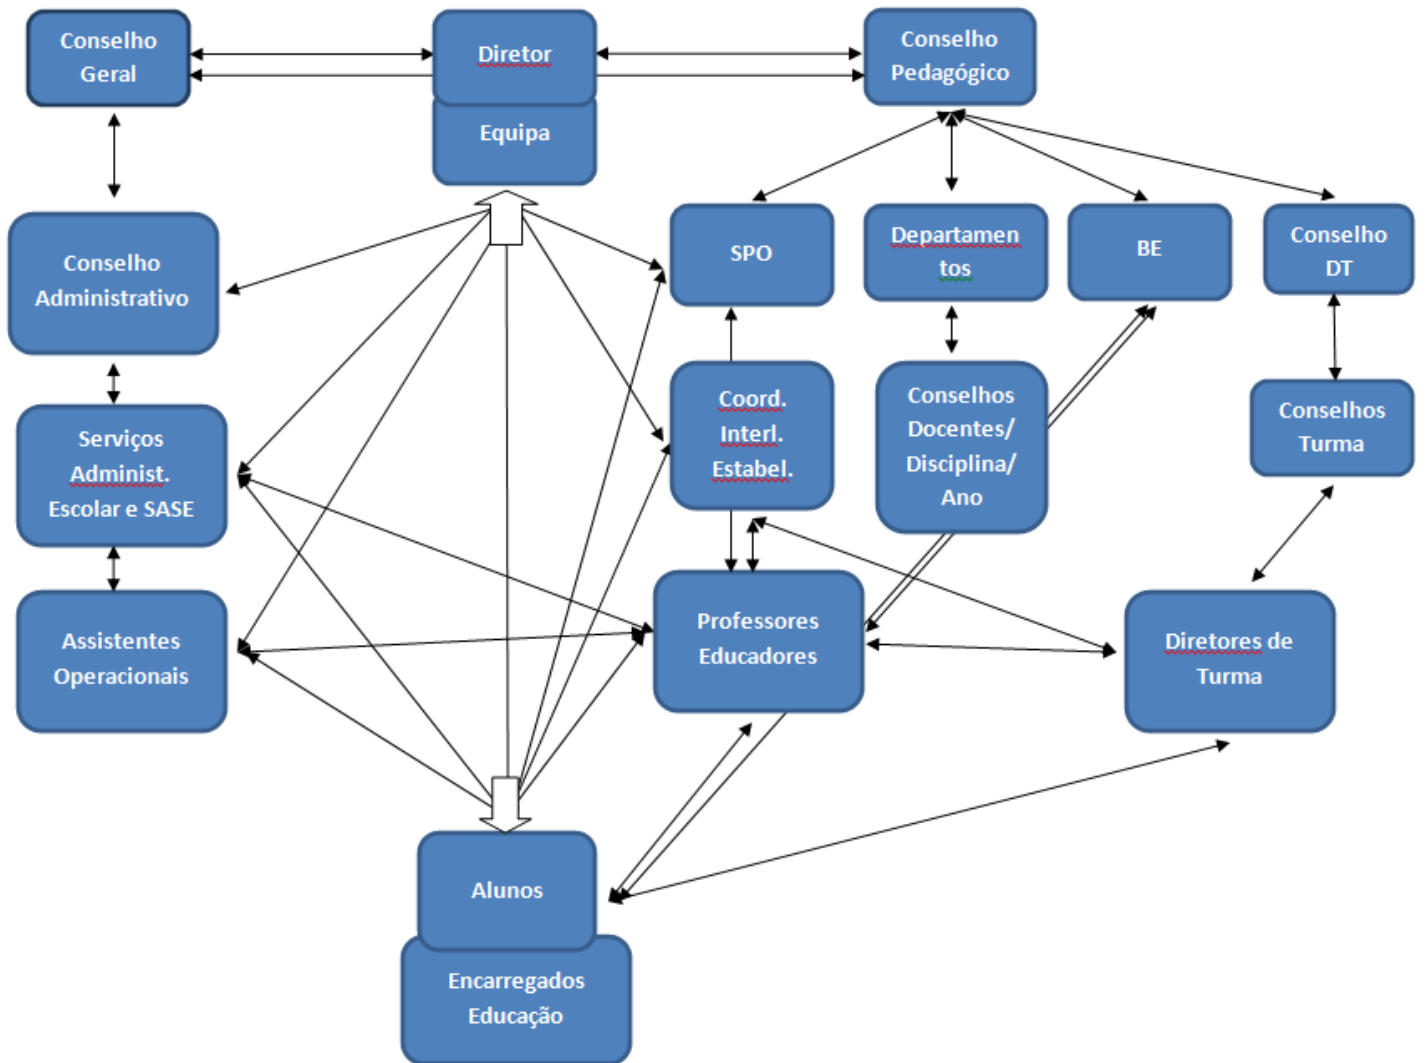 Conselho
Geral
Diretor
Equipa
Conselho
Pedagógico
Conselho
Administrativo
SPO
Departamen
tos
BE
Conselho
DT
Serviços
Administ.
Escolar e SASE
Coord.
Interl.
Estabel.
Conselhos
Docentes/
Disciplina/
Ano
Conselhos
Turma
Assistentes
Operacionais
Professores
Educadores
Diretores de
Turma
Alunos
Encarregados
Educação